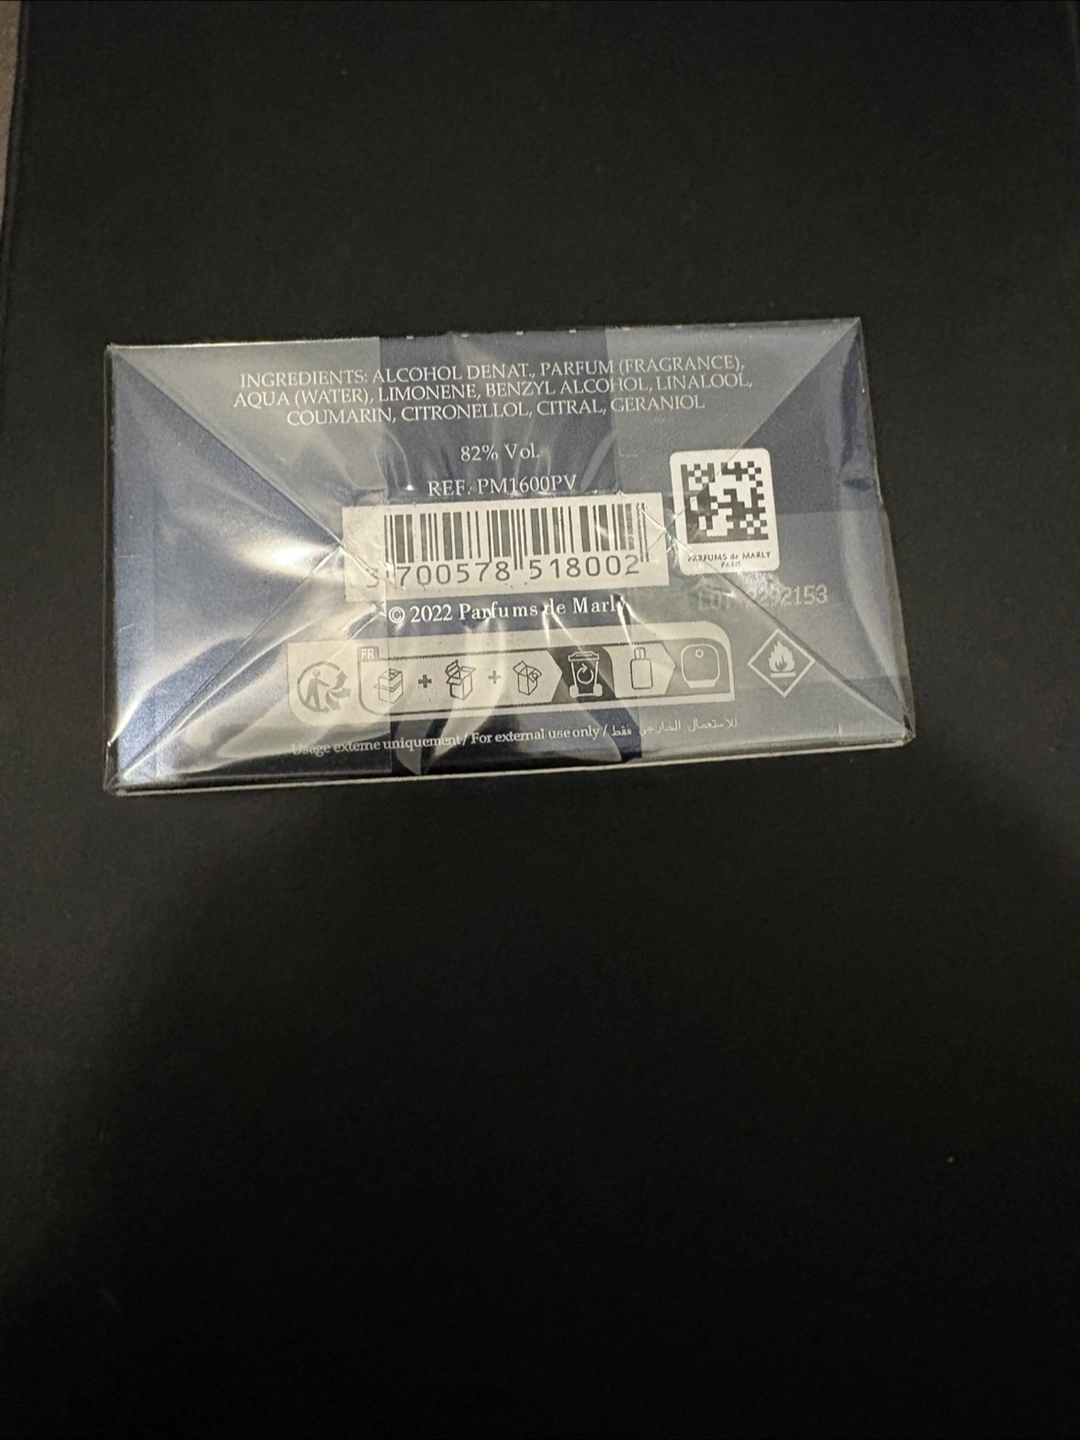 INGREDIENTS: ALCOHOL DENAT., PARFUM (FRAGRANCE),
AQUA (WATER), LIMONENE, BENZYL ALCOHOL, LINALOOL,
COUMARIN, CITRONELLOL, CITRAL, GERANIOL
82% Vol.
REF. PM1600PV
3 700578 518002
PARFUMS de MARLY
PARIS
© 2022 Parfums de Marly
FR
Usage externe uniquement / For external use only / للاستعمال الخارجي فقط